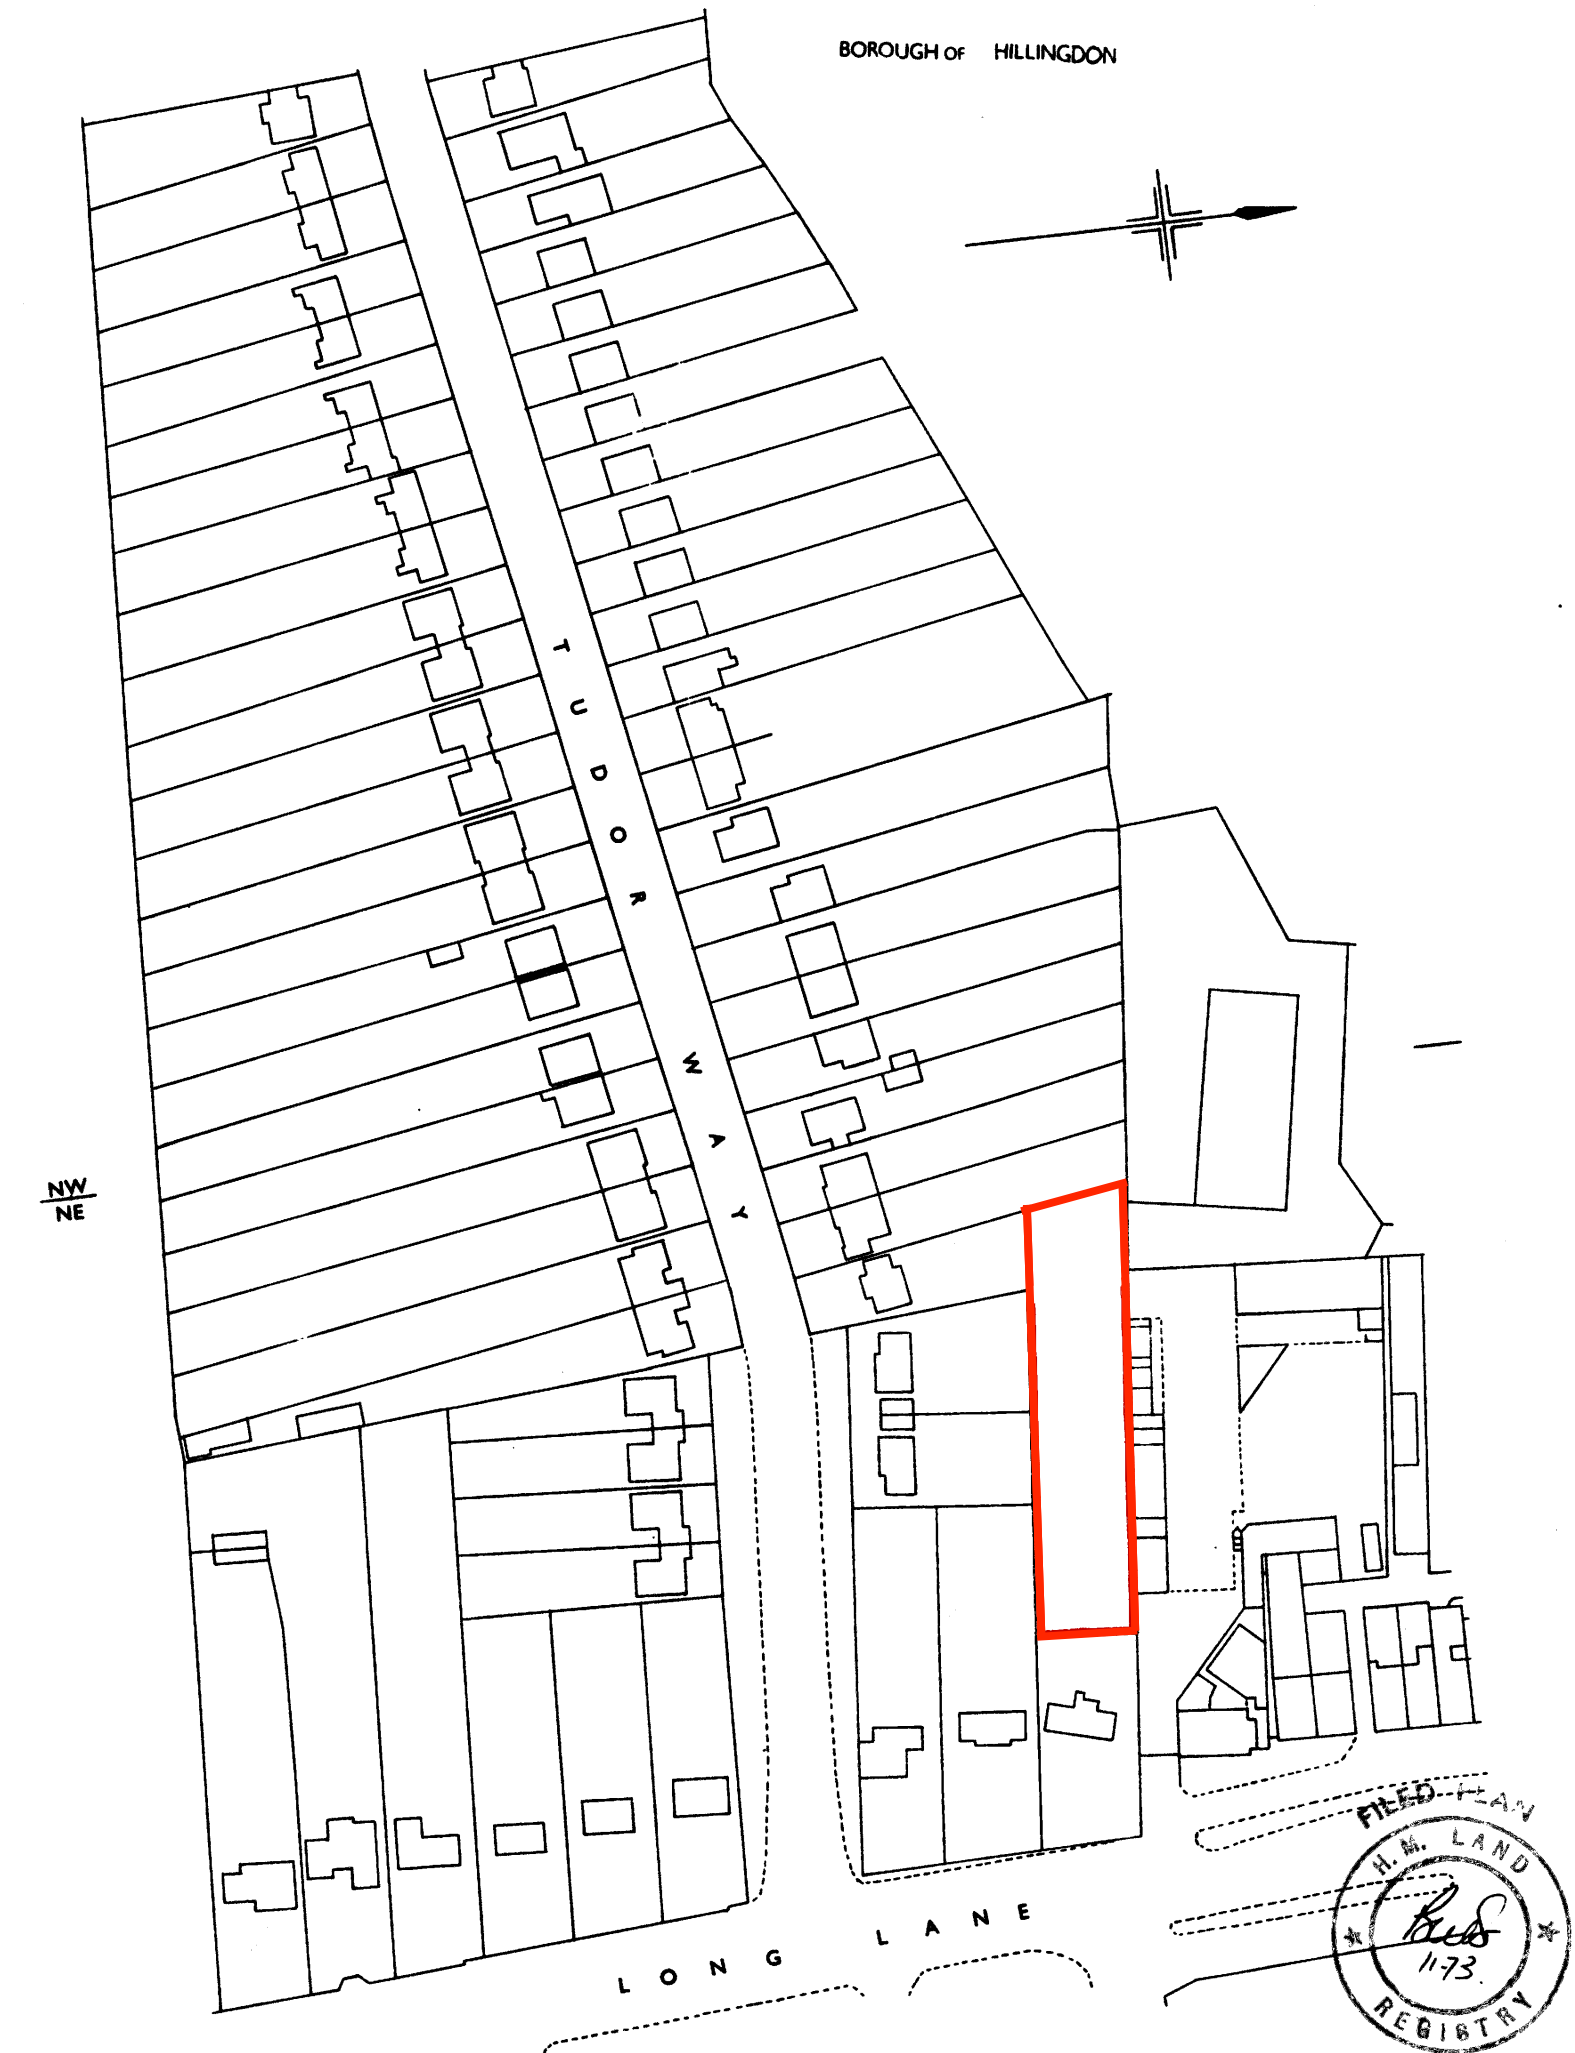 BOROUGH OF HILLINGDON
TUDOR WAY
NW
NE
LONG LANE
FILED PLAN
H.M. LAND
REGISTRY
11-73.